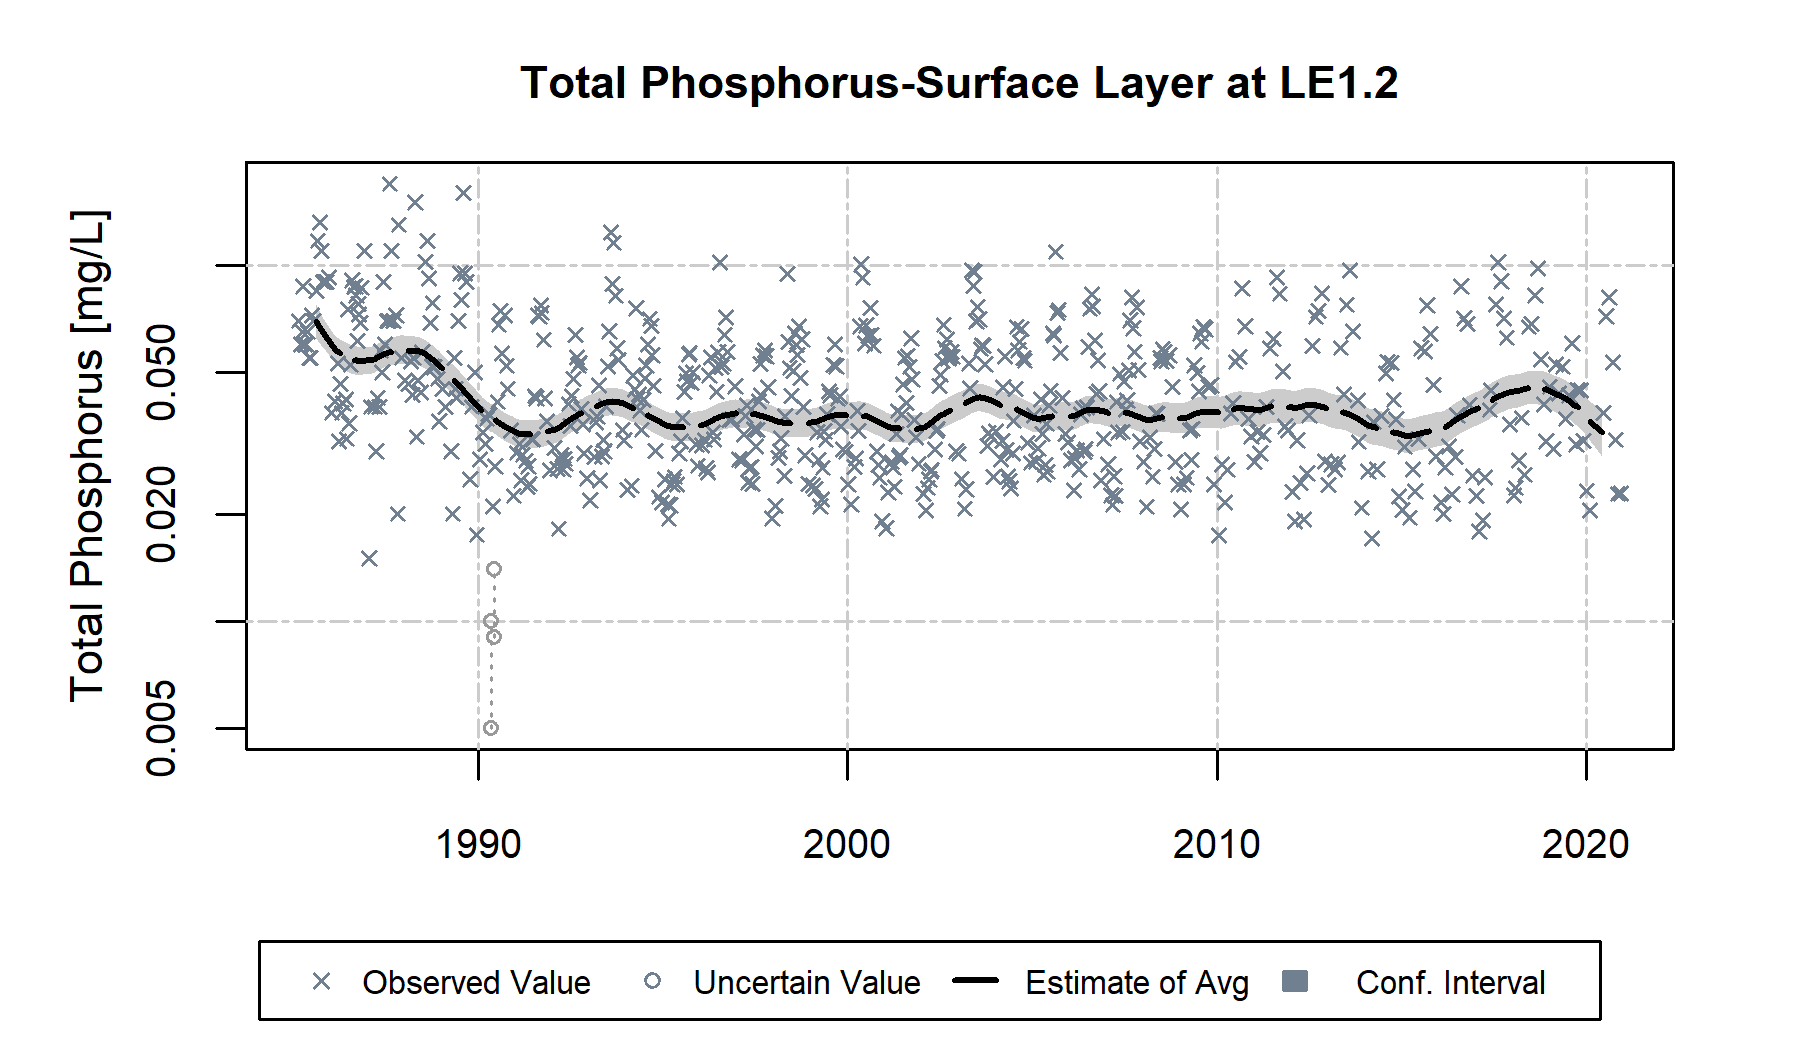 Total Phosphorus-Surface Layer at LE1.2
Total Phosphorus [mg/L]
0.050
0.020
0.005
1990 2000 2010 2020
Observed Value Uncertain Value Estimate of Avg Conf. Interval